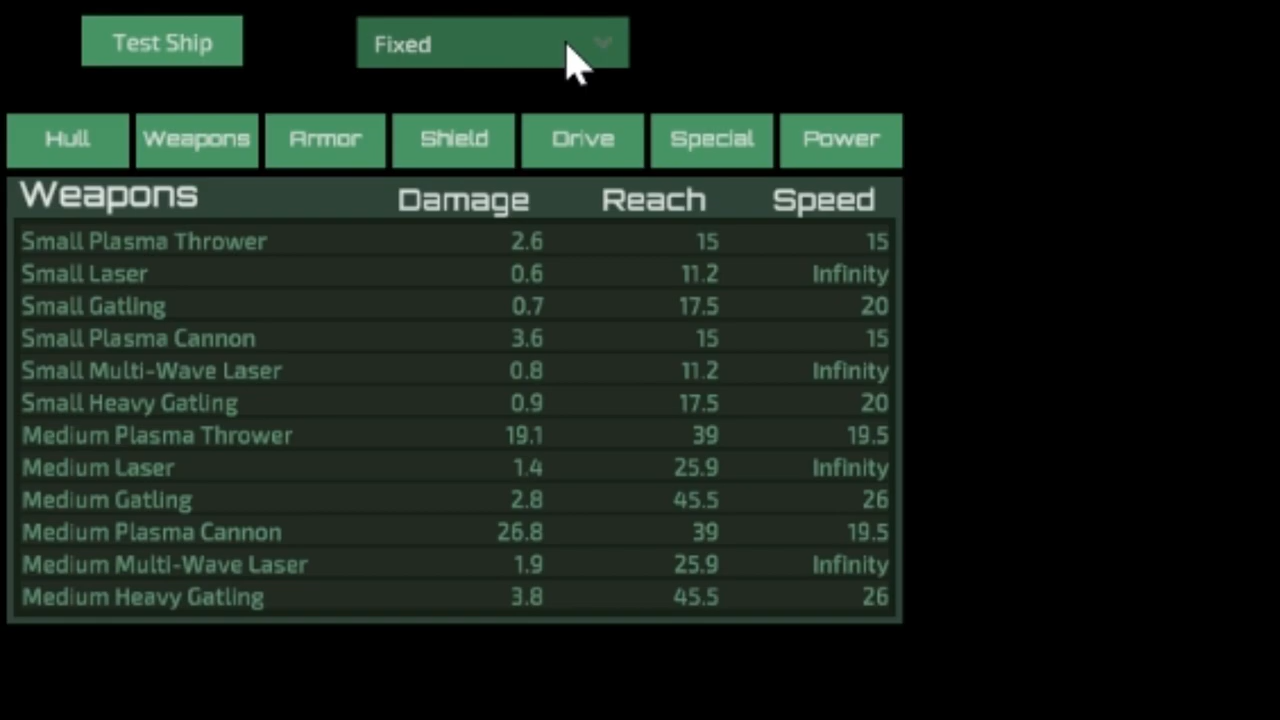 Test Ship Fixed
Hull Weapons Armor Shield Drive Special Power
Weapons Damage Reach Speed
Small Plasma Thrower 2.6 15 15
Small Laser 0.6 11.2 Infinity
Small Gatling 0.7 17.5 20
Small Plasma Cannon 3.6 15 15
Small Multi-Wave Laser 0.8 11.2 Infinity
Small Heavy Gatling 0.9 17.5 20
Medium Plasma Thrower 19.1 39 19.5
Medium Laser 1.4 25.9 Infinity
Medium Gatling 2.8 45.5 26
Medium Plasma Cannon 26.8 39 19.5
Medium Multi-Wave Laser 1.9 25.9 Infinity
Medium Heavy Gatling 3.8 45.5 26